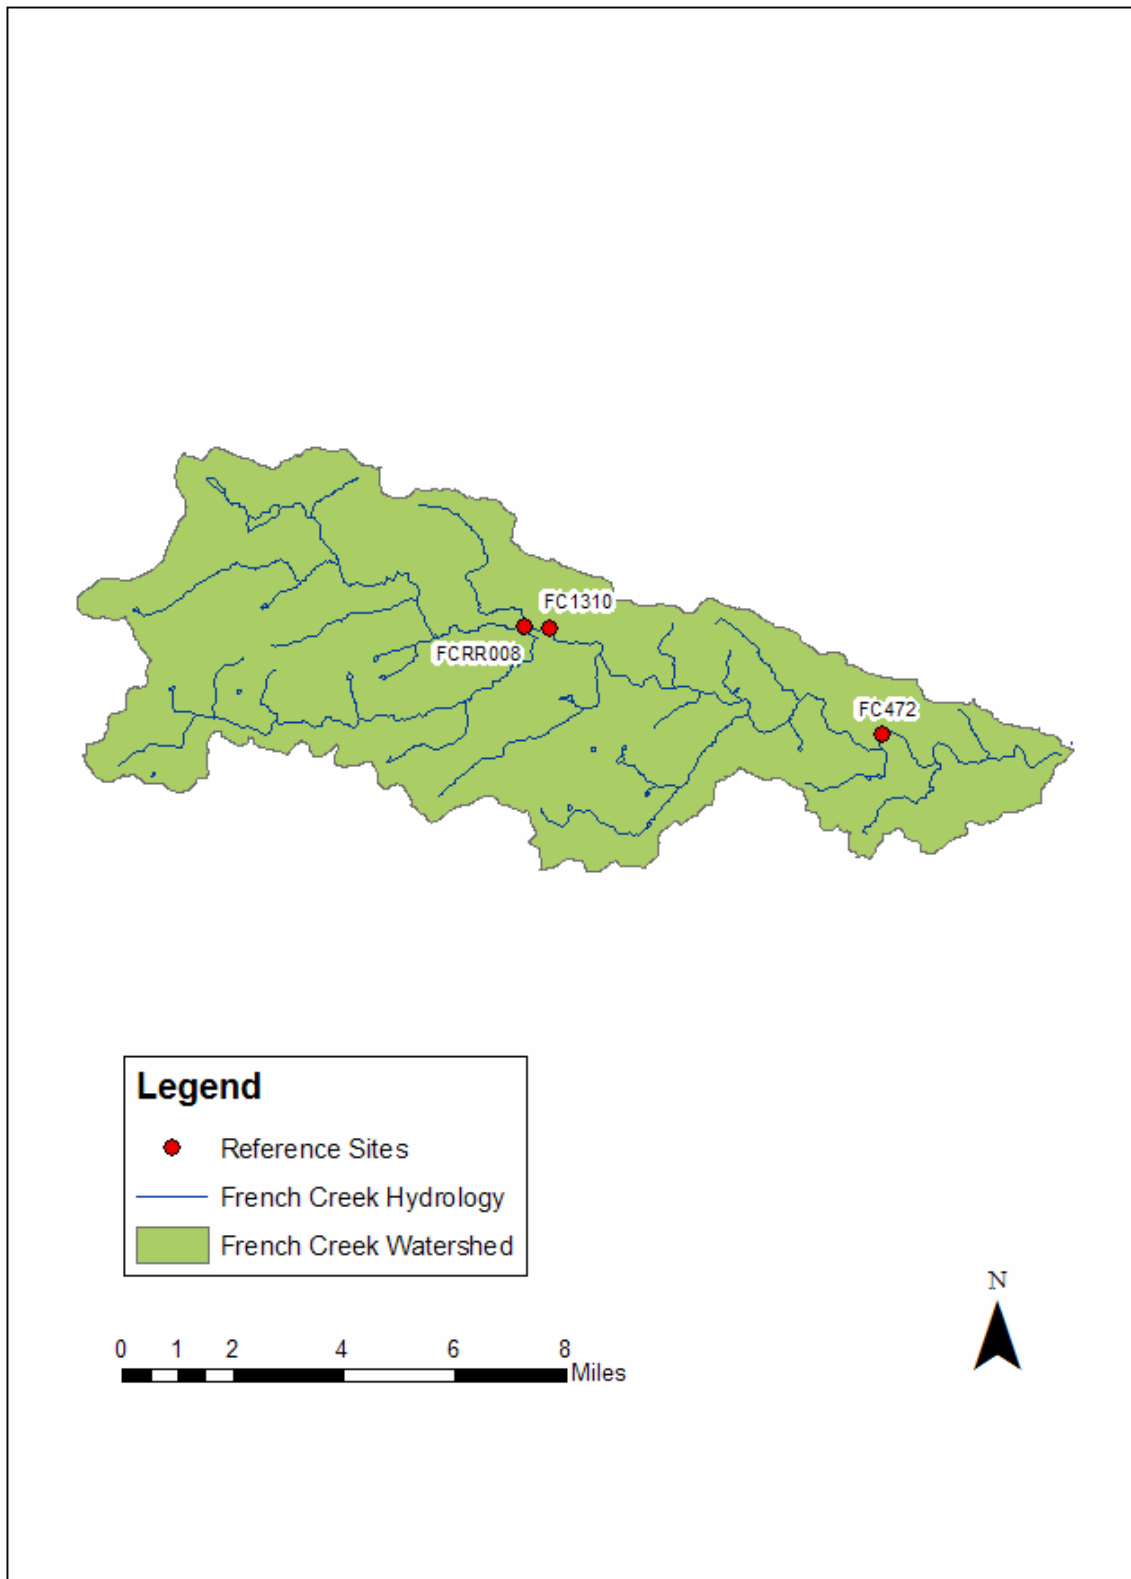 FC1310
FCRR008
FC472
Legend
Reference Sites
French Creek Hydrology
French Creek Watershed
N
0 1 2 4 6 8
Miles